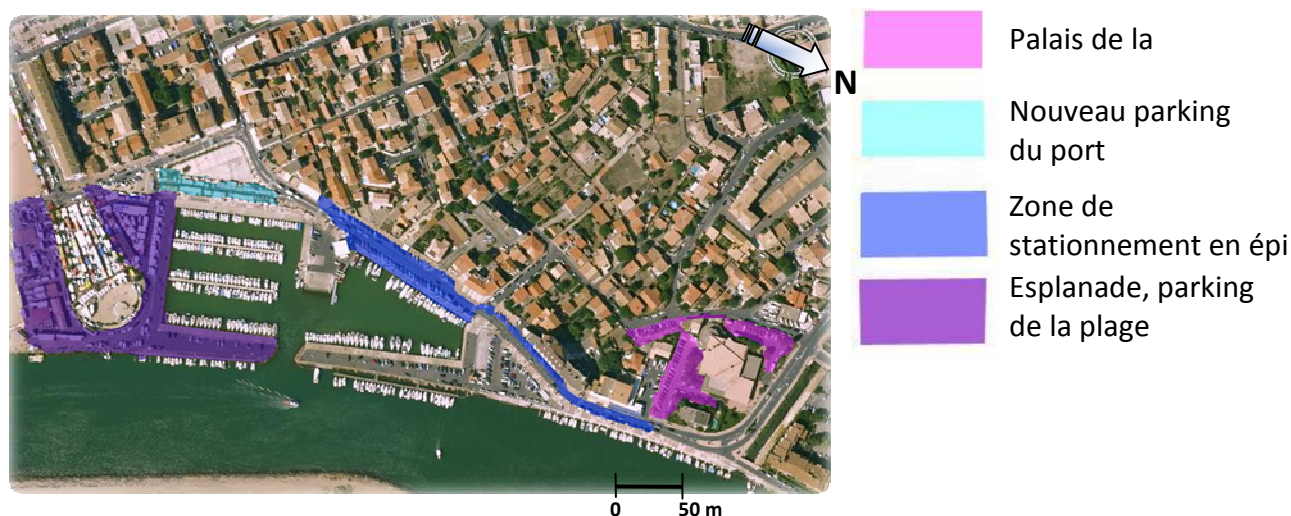 N
Palais de la
Nouveau parking
du port
Zone de
stationnement en épi
Esplanade, parking
de la plage
0 50 m